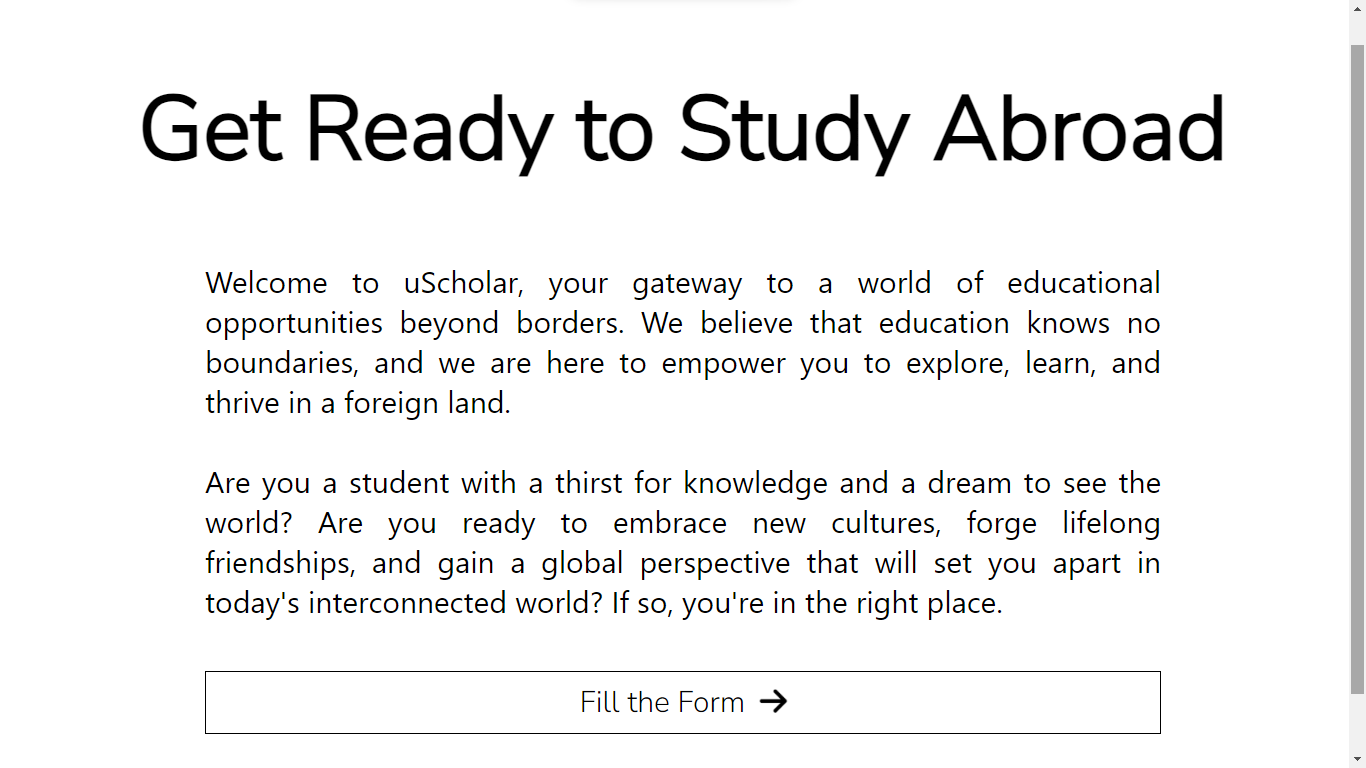 Get Ready to Study Abroad
Welcome to uScholar, your gateway to a world of educational
opportunities beyond borders. We believe that education knows no
boundaries, and we are here to empower you to explore, learn, and
thrive in a foreign land.
Are you a student with a thirst for knowledge and a dream to see the
world? Are you ready to embrace new cultures, forge lifelong
friendships, and gain a global perspective that will set you apart in
today's interconnected world? If so, you're in the right place.
Fill the Form →